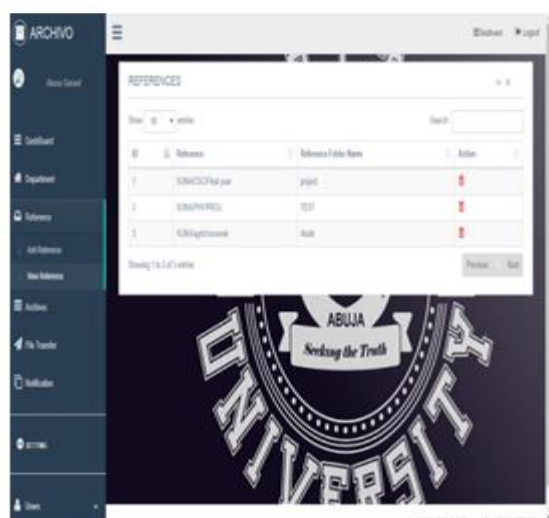 ARCHIVO
Dashboard Logout
REFERENCES
Show 10 entries Search:
Dashboard
ID Reference Reference Folder Name Action
Department
1 project
2 TEST
Reference
3
Add Reference
Showing 1 to 3 of 3 entries Previous Next
View Reference
Archives
ABUJA
File Transfer
Seeking the Truth
Notification
UNIVERSITY
SETTING
Users